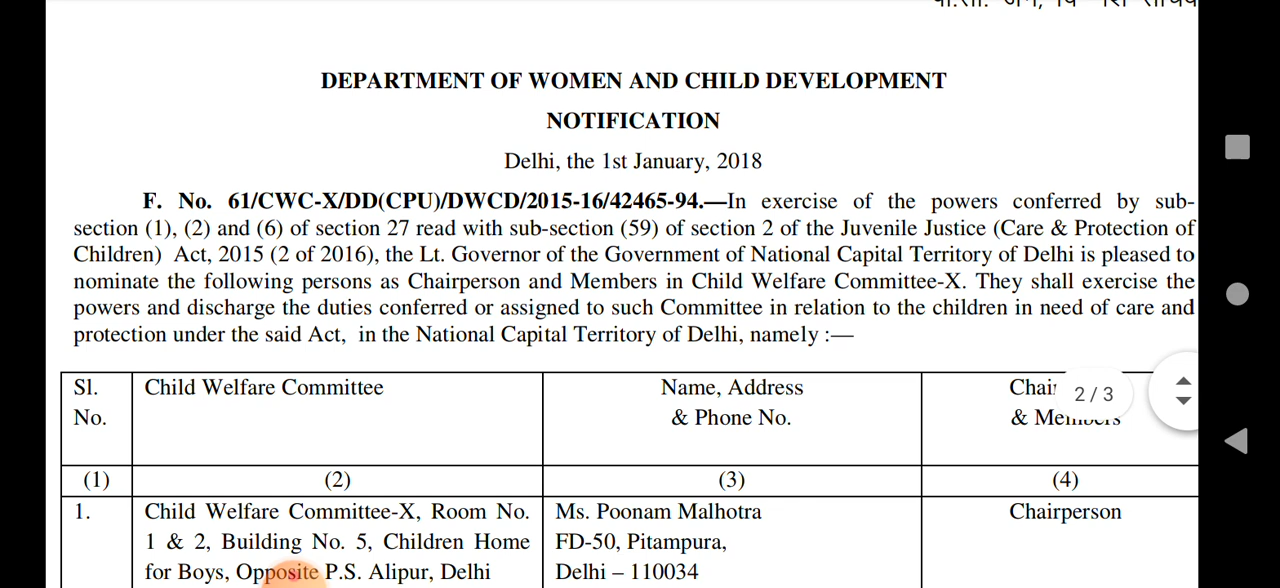 DEPARTMENT OF WOMEN AND CHILD DEVELOPMENT
NOTIFICATION
Delhi, the 1st January, 2018
F. No. 61/CWC-X/DD(CPU)/DWCD/2015-16/42465-94.—In exercise of the powers conferred by sub-
section (1), (2) and (6) of section 27 read with sub-section (59) of section 2 of the Juvenile Justice (Care & Protection of
Children) Act, 2015 (2 of 2016), the Lt. Governor of the Government of National Capital Territory of Delhi is pleased to
nominate the following persons as Chairperson and Members in Child Welfare Committee-X. They shall exercise the
powers and discharge the duties conferred or assigned to such Committee in relation to the children in need of care and
protection under the said Act, in the National Capital Territory of Delhi, namely :—
Sl.
No.
Child Welfare Committee
Name, Address
& Phone No.
& Members
2 / 3
(1)
(2)
(3)
(4)
1.
Child Welfare Committee-X, Room No.
1 & 2, Building No. 5, Children Home
for Boys, Opposite P.S. Alipur, Delhi
Ms. Poonam Malhotra
FD-50, Pitampura,
Delhi – 110034
Chairperson